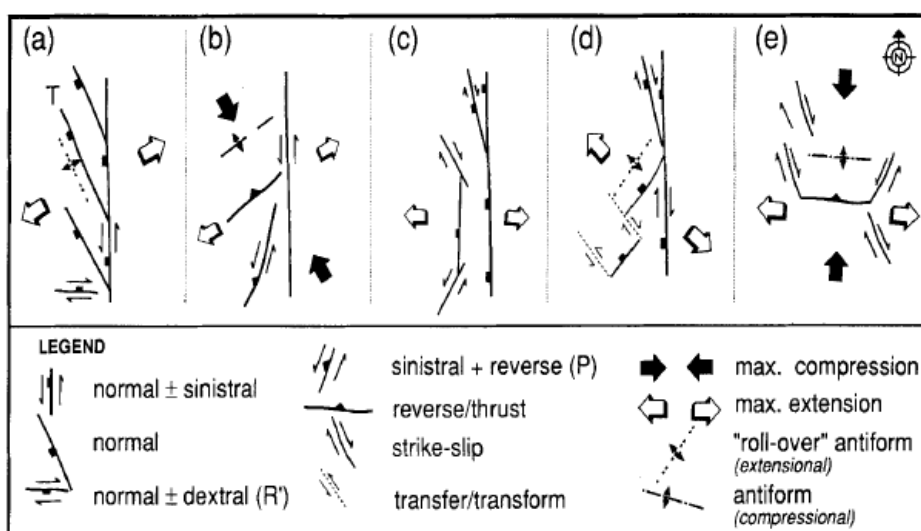 (a) (b) (c) (d) (e)
N
T
LEGEND
normal ± sinistral
normal
normal ± dextral (R')
sinistral + reverse (P)
reverse/thrust
strike-slip
transfer/transform
max. compression
max. extension
"roll-over" antiform
(extensional)
antiform
(compressional)